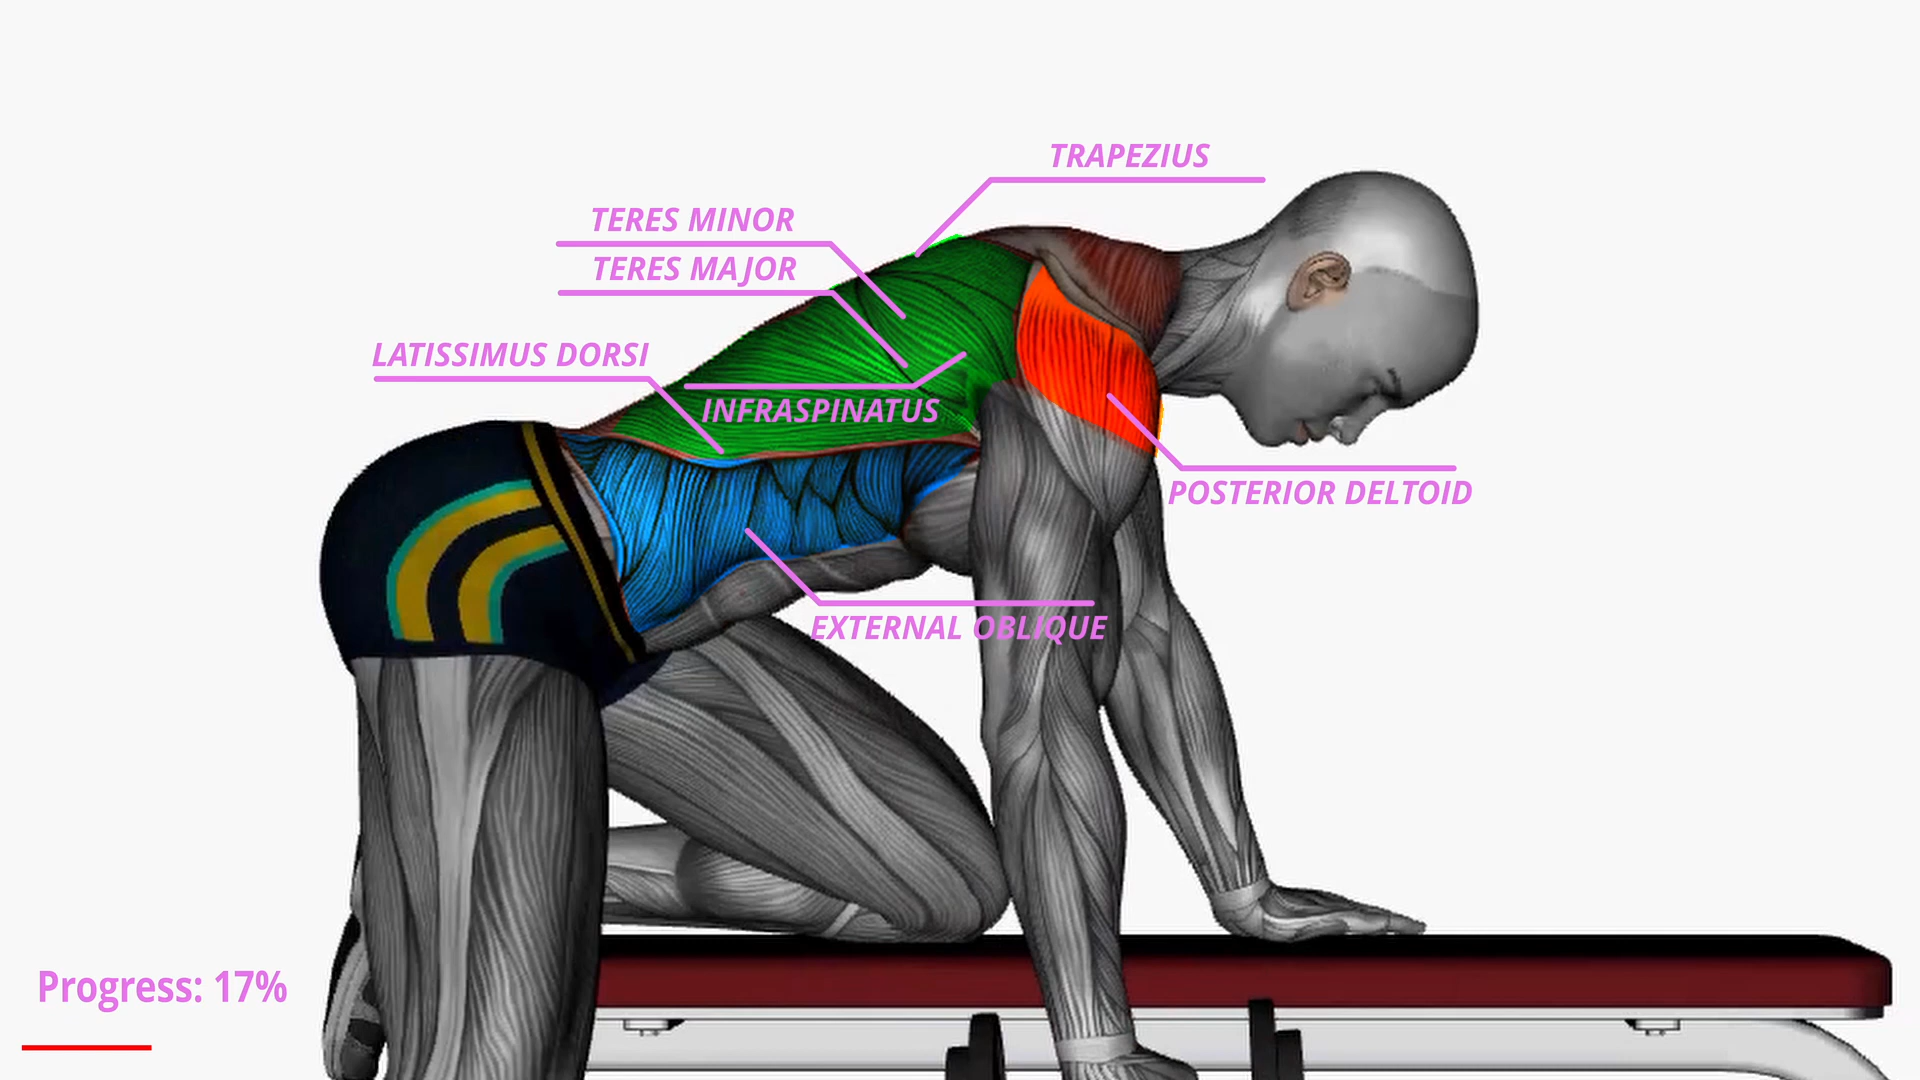 TRAPEZIUS
TERES MINOR
TERES MAJOR
LATISSIMUS DORSI
INFRASPINATUS
POSTERIOR DELTOID
EXTERNAL OBLIQUE
Progress: 17%